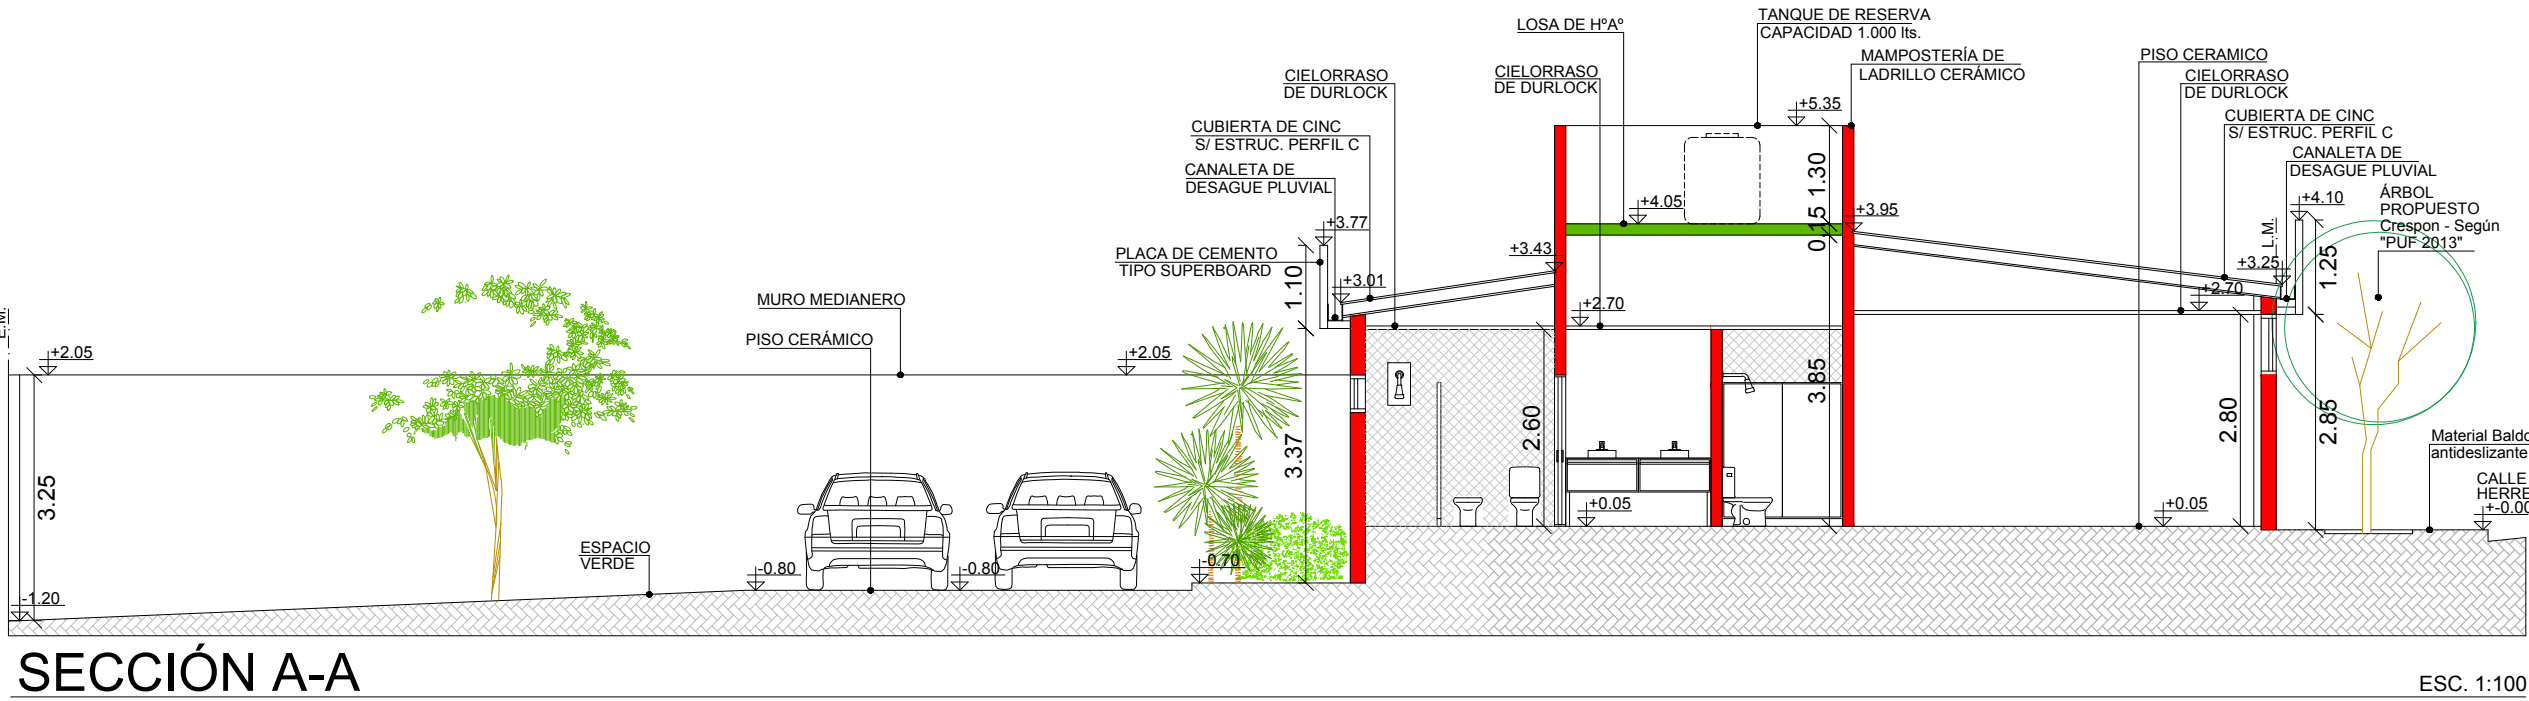 LOSA DE HºAº
TANQUE DE RESERVA
CAPACIDAD 1.000 lts.
MAMPOSTERÍA DE
LADRILLO CERÁMICO
PISO CERAMICO
CIELORRASO
DE DURLOCK
CIELORRASO
DE DURLOCK
CIELORRASO
DE DURLOCK
CUBIERTA DE CINC
S/ ESTRUC. PERFIL C
CUBIERTA DE CINC
S/ ESTRUC. PERFIL C
CANALETA DE
DESAGUE PLUVIAL
CANALETA DE
DESAGUE PLUVIAL
ÁRBOL
PROPUESTO
Crespon - Según
"PUF 2013"
PLACA DE CEMENTO
TIPO SUPERBOARD
MURO MEDIANERO
PISO CERÁMICO
ESPACIO
VERDE
E.M.
L.M.
+5.35
+4.05
+3.95
+4.10
+3.77
+3.43
+3.01
+3.25
+2.70
+2.70
+2.05
+2.05
1.30
0.15
3.85
1.10
3.37
2.60
1.25
2.80
2.85
3.25
+0.05
+0.05
-0.70
-0.80
-0.80
-1.20
Material Baldo
antideslizante
CALLE
HERRE
+-0.00
SECCIÓN A-A
ESC. 1:100